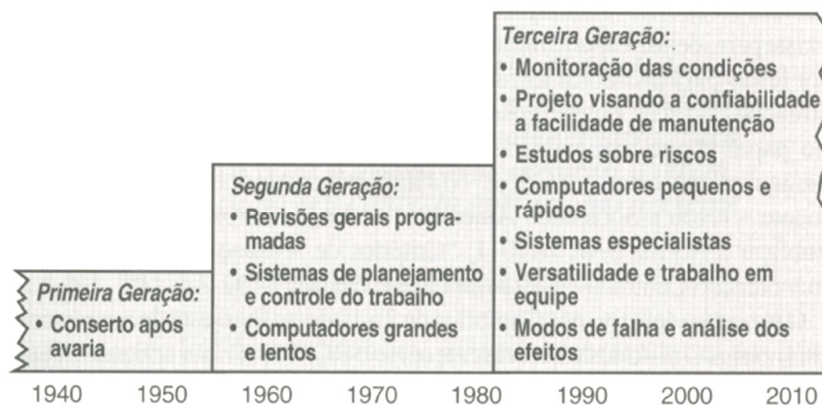 Primeira Geração:
• Conserto após
avaria
Segunda Geração:
• Revisões gerais progra-
madas
• Sistemas de planejamento
e controle do trabaiho
• Computadores grandes
e lentos
Terceira Geração:
• Monitoração das condições
• Projeto visando a confiabilidade
a facilidade de manutenção
• Estudos sobre riscos
• Computadores pequenos e
rápidos
• Sistemas especialistas
• Versatilidade e trabalho em
equipe
• Modos de falha e análise dos
efeitos
1940 1950 1960 1970 1980 1990 2000 2010